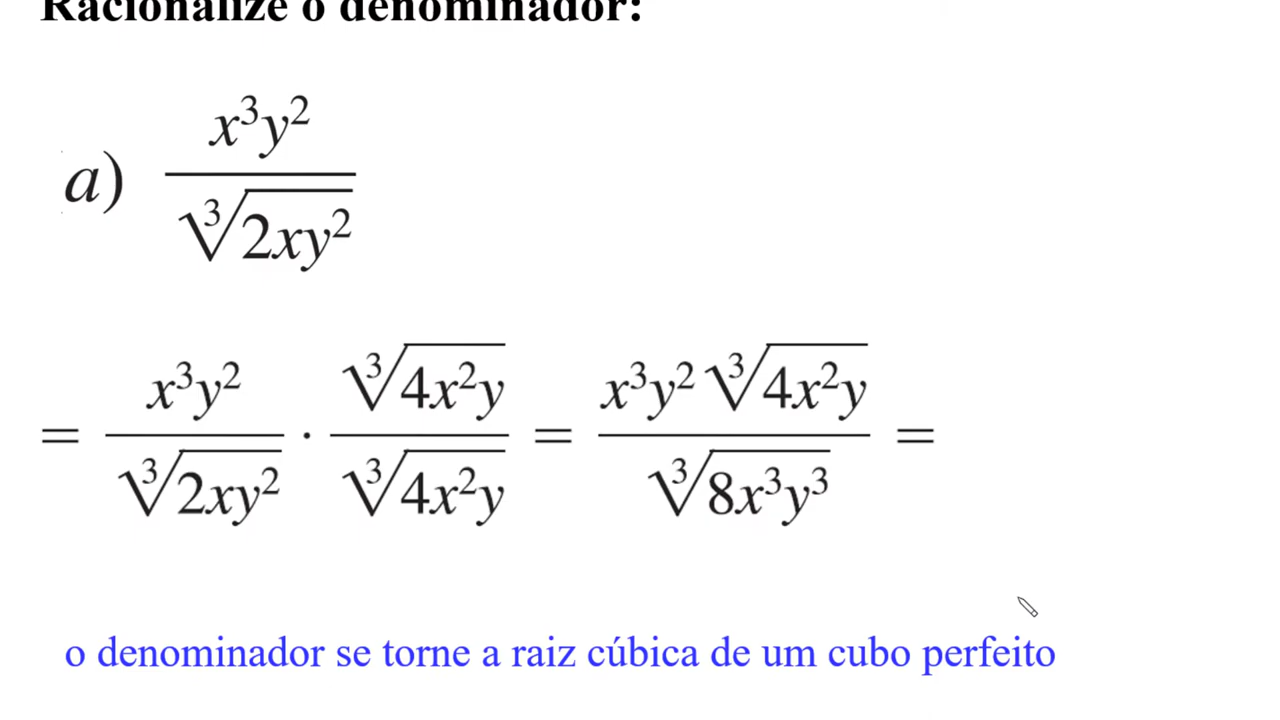 Racionalize o denominador:
a) x³y² / ∛(2xy²)
= x³y² / ∛(2xy²) · ∛(4x²y) / ∛(4x²y) = x³y² ∛(4x²y) / ∛(8x³y³) =
o denominador se torne a raiz cúbica de um cubo perfeito